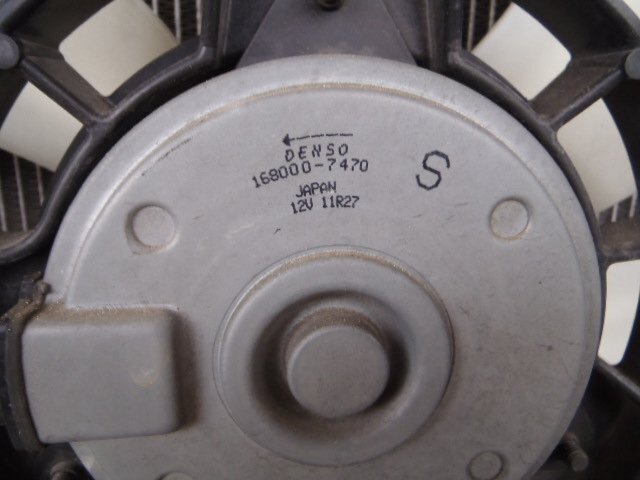 DENSO
168000-7470
S
JAPAN
12V 11R27